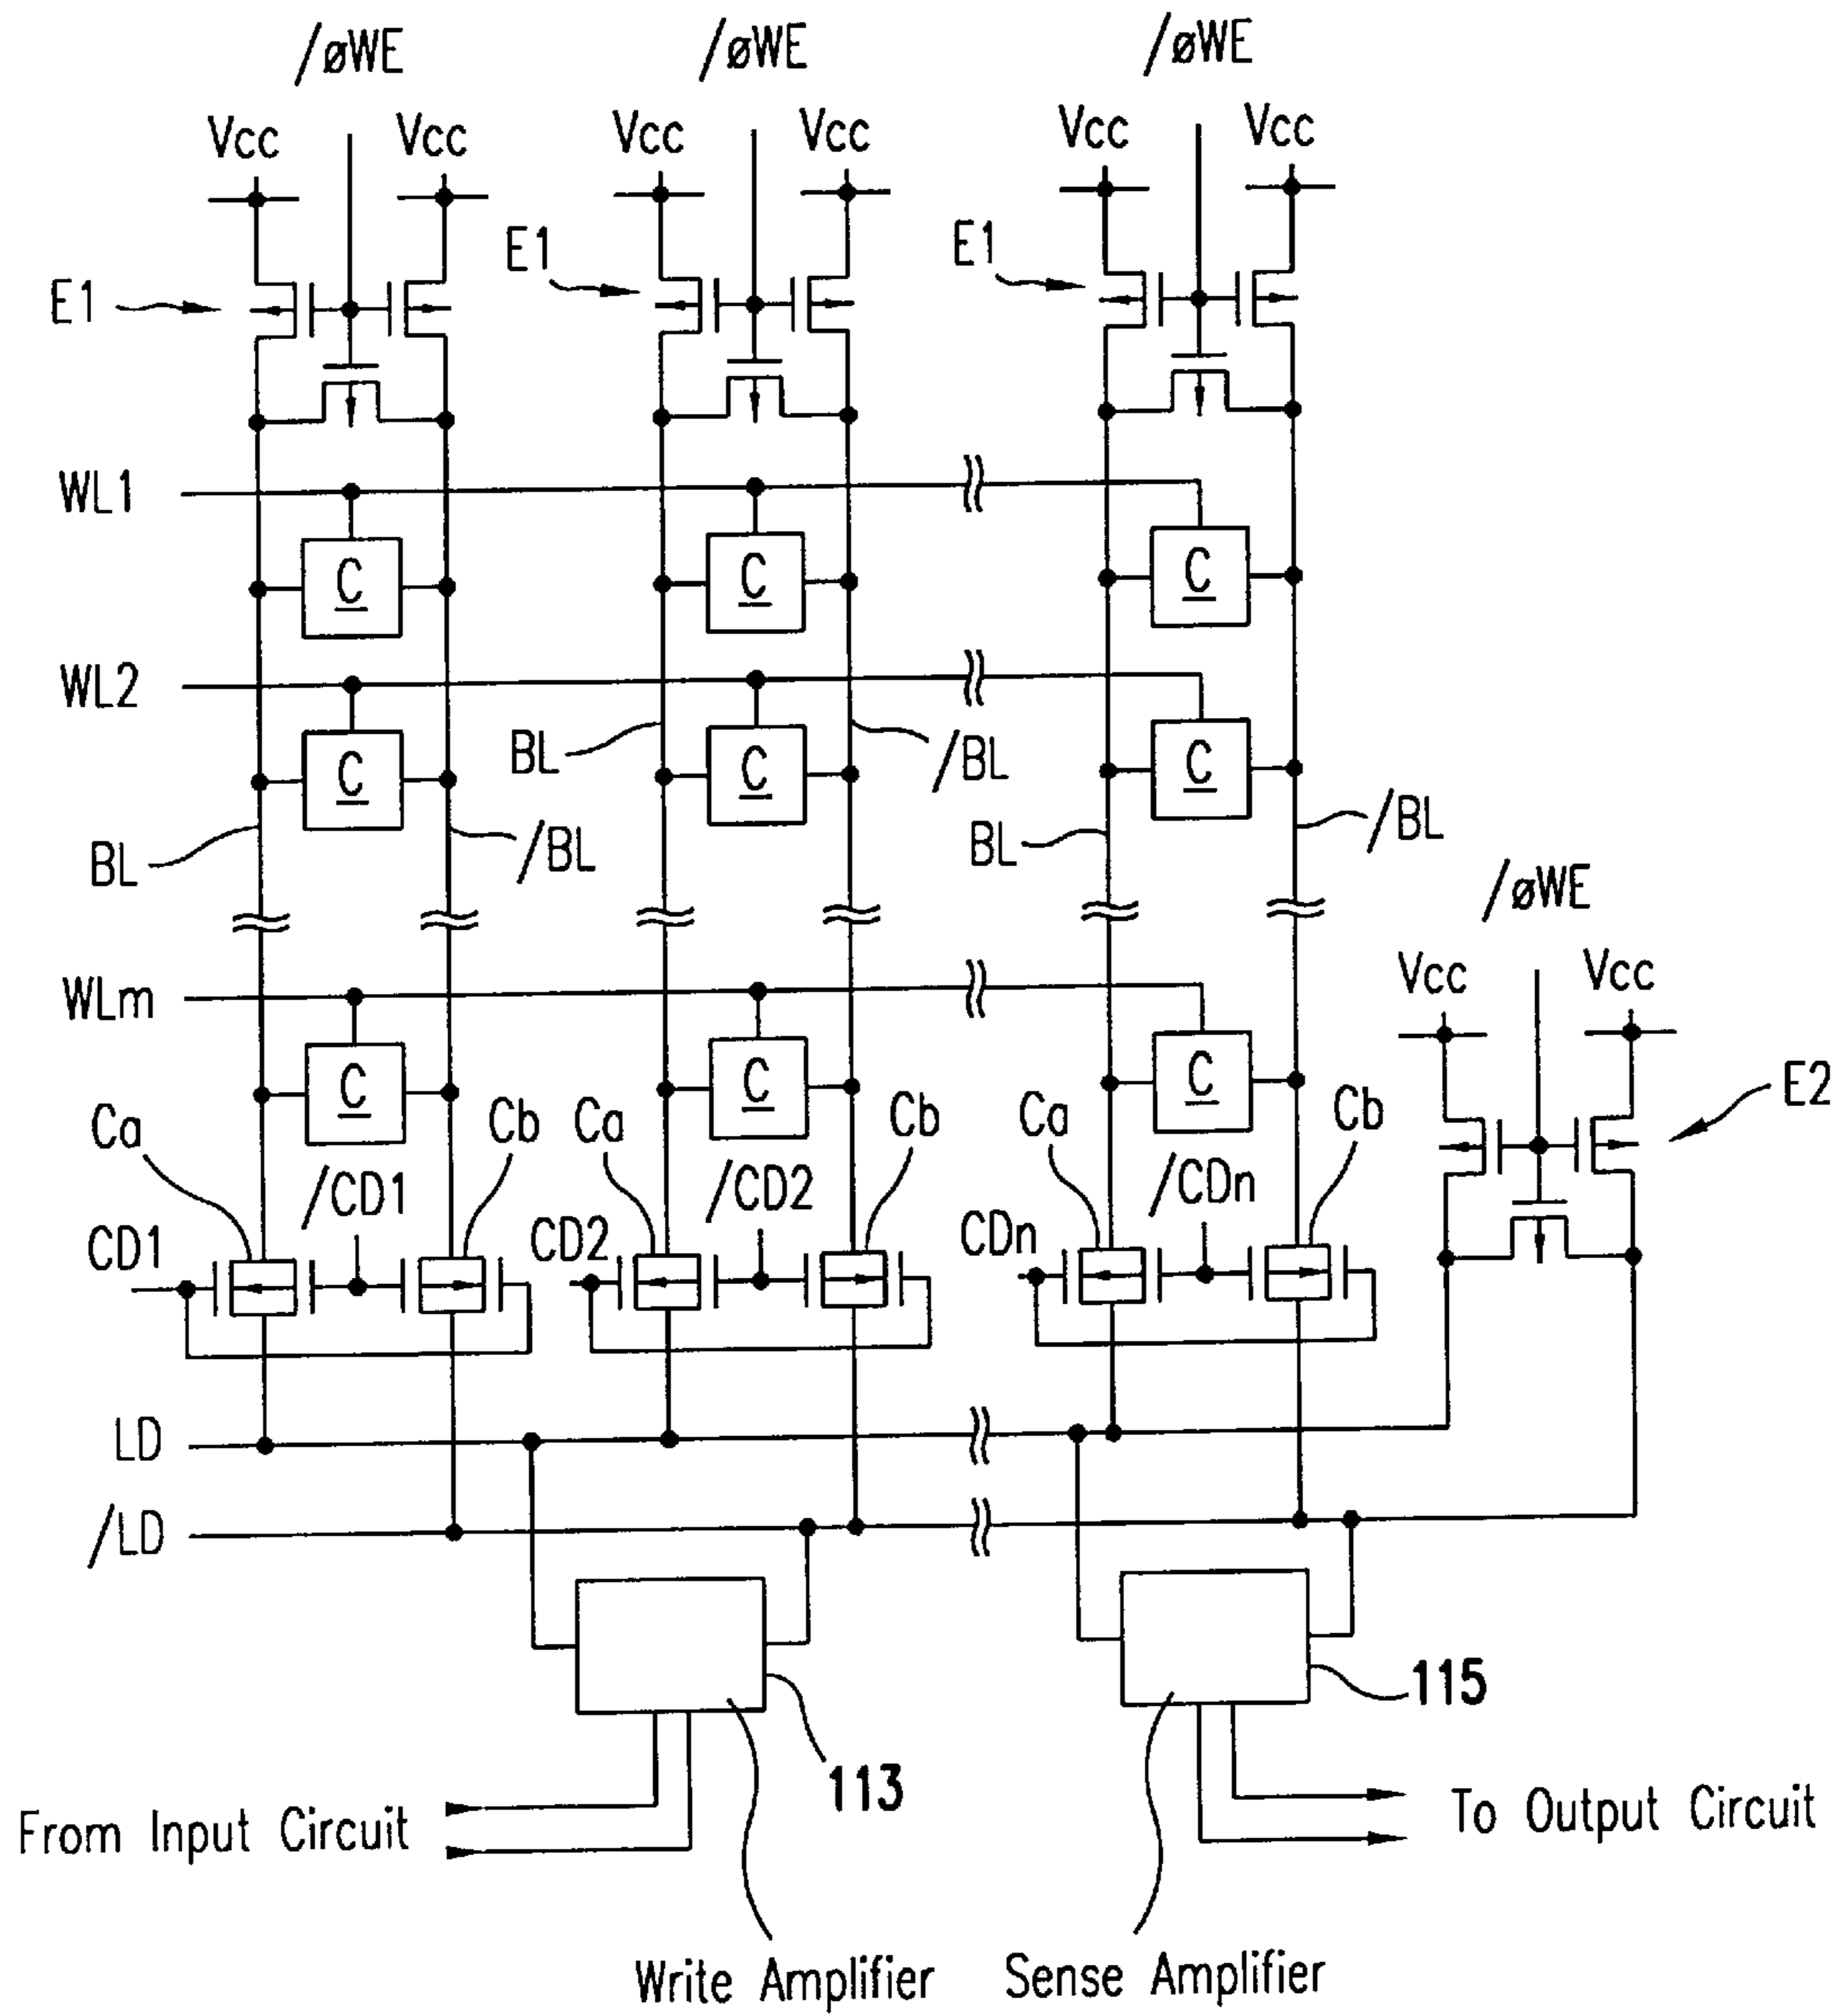 /øWE /øWE /øWE
Vcc Vcc Vcc Vcc Vcc Vcc
E1 E1 E1
WL1
C C C
WL2
C C C
BL /BL BL /BL BL /BL
/øWE
WLm
Vcc Vcc
C C C
E2
Ca Cb Ca Cb Ca Cb
/CD1 /CD2 /CDn
CD1 CD2 CDn
LD
/LD
115
113
From Input Circuit
To Output Circuit
Write Amplifier Sense Amplifier